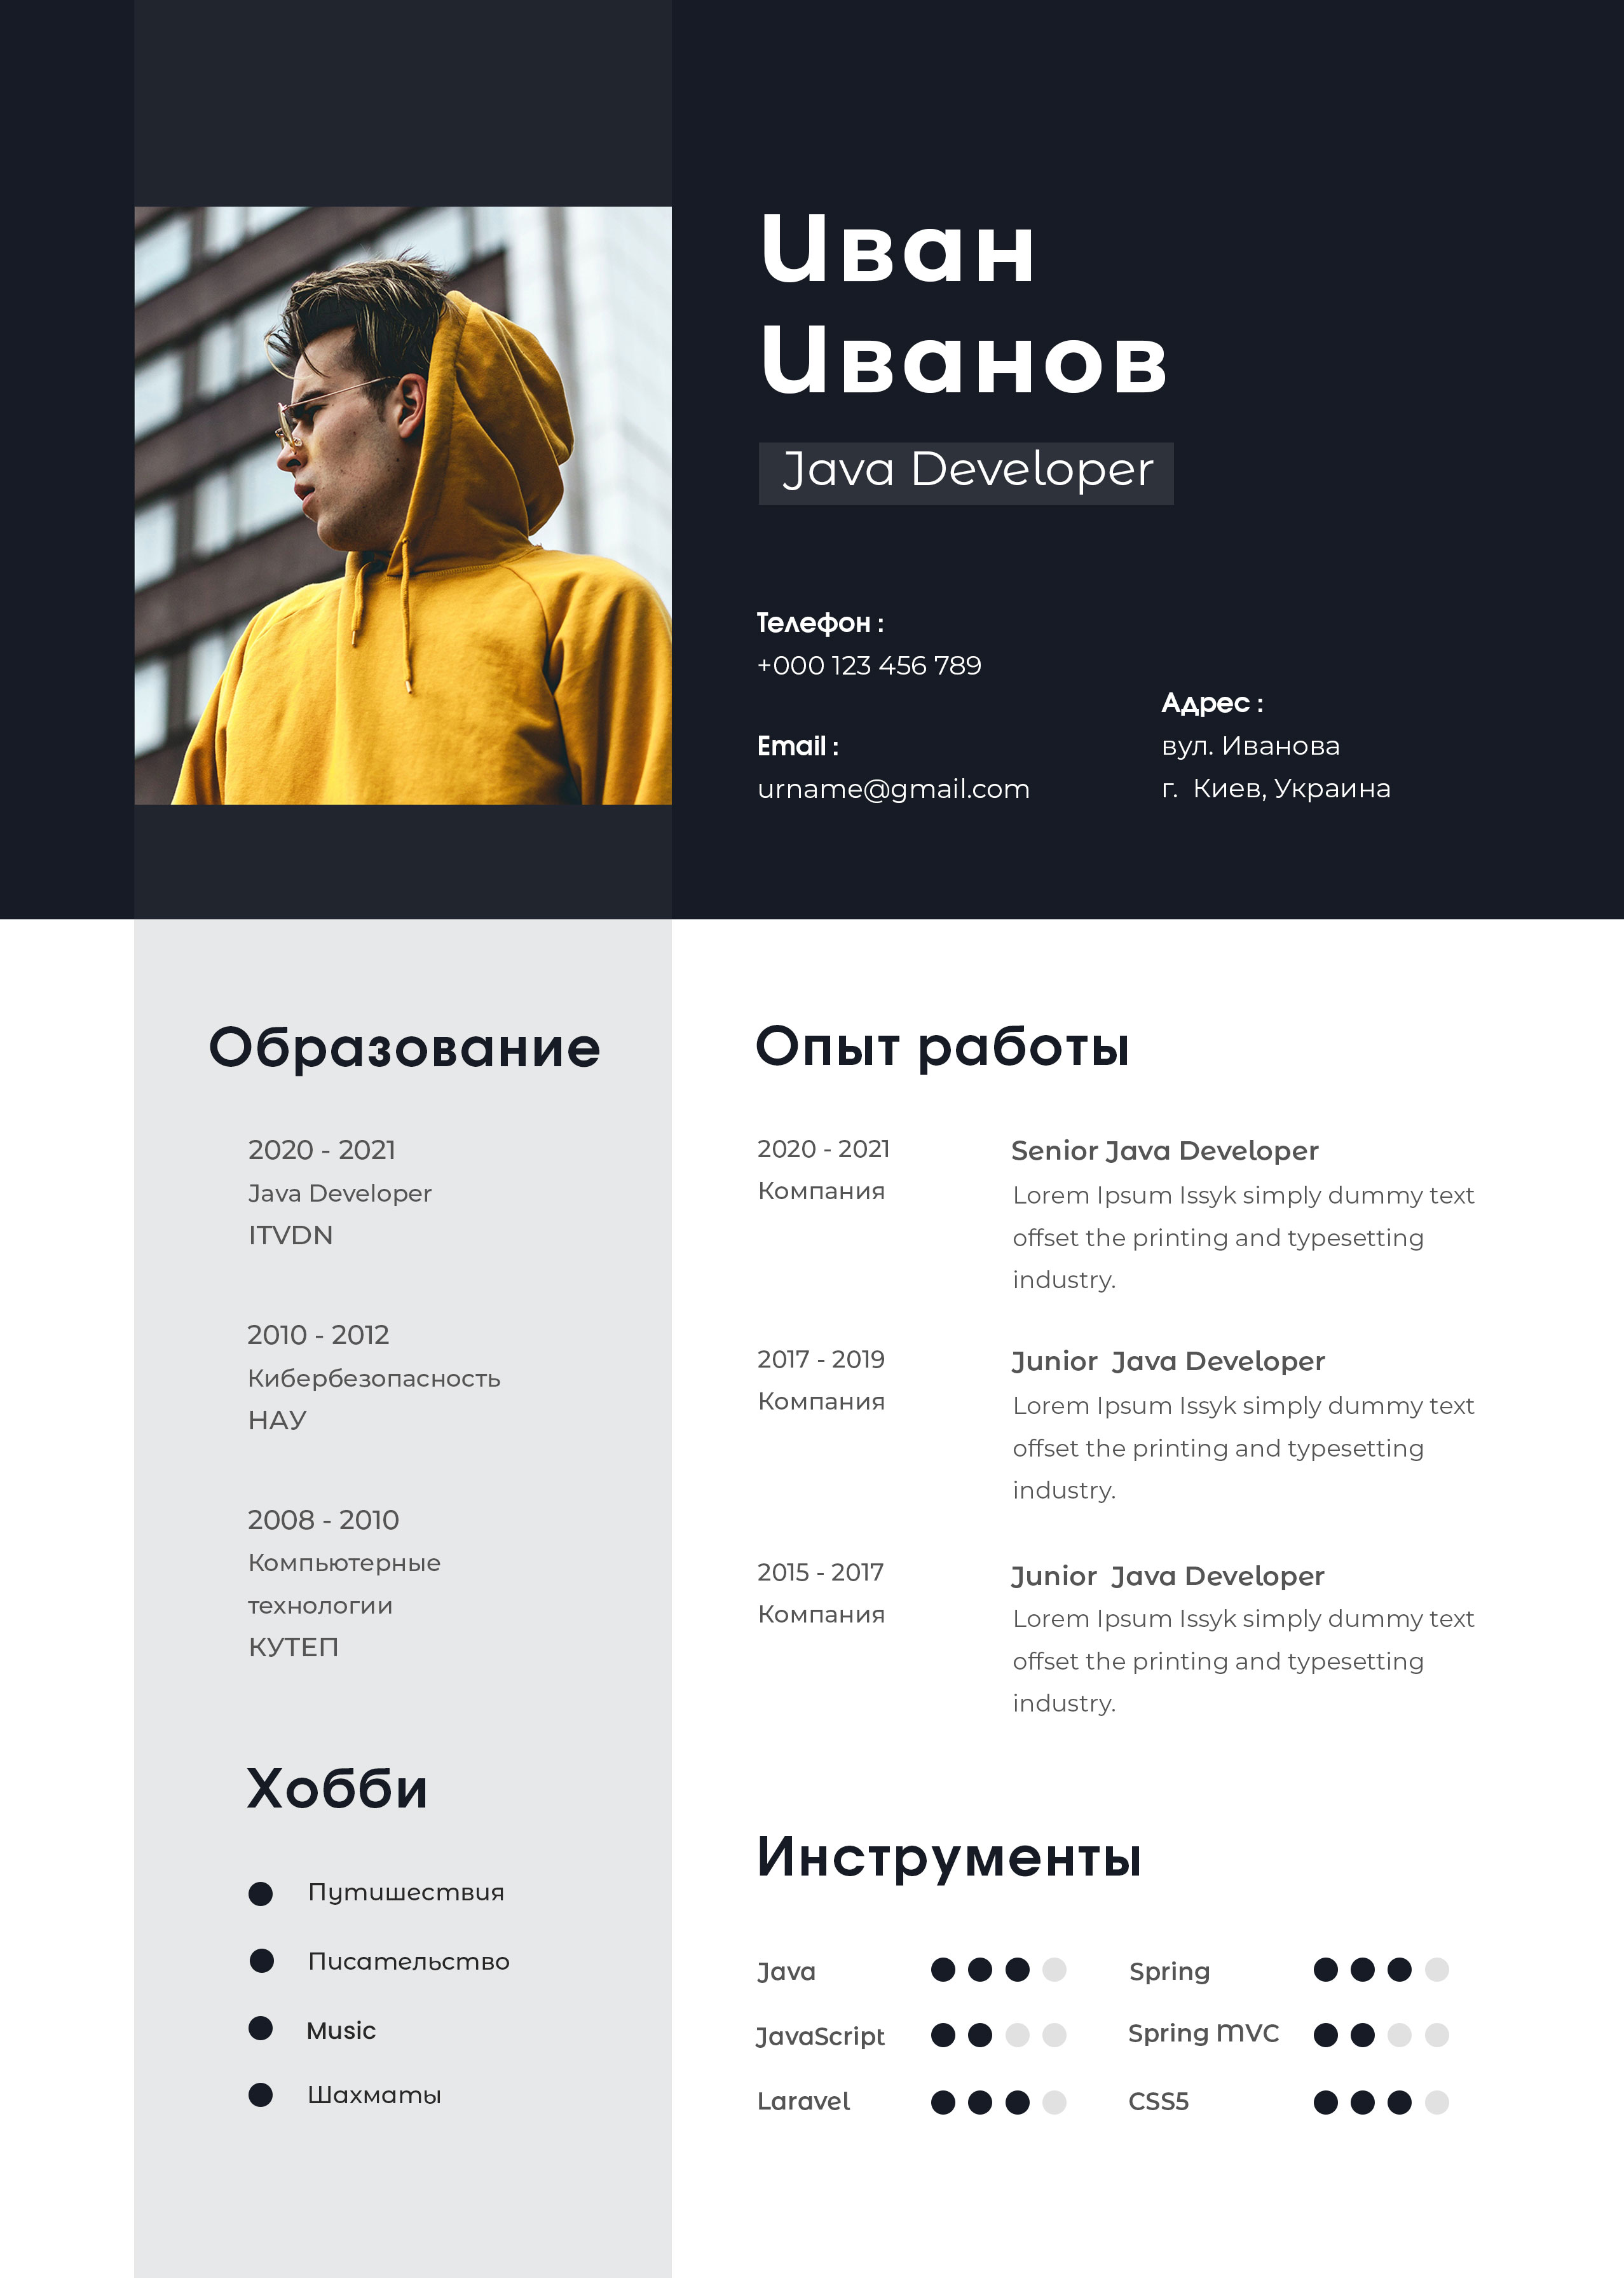 Иван
Иванов
Java Developer
Телефон :
+000 123 456 789
Email :
urname@gmail.com
Адрес :
вул. Иванова
г. Киев, Украина
Образование
2020 - 2021
Java Developer
ITVDN
2010 - 2012
Кибербезопасность
НАУ
2008 - 2010
Компьютерные
технологии
КУТЕП
Хобби
Путишествия
Писательство
Music
Шахматы
Опыт работы
2020 - 2021
Компания
Senior Java Developer
Lorem Ipsum Issyk simply dummy text
offset the printing and typesetting
industry.
2017 - 2019
Компания
Junior Java Developer
Lorem Ipsum Issyk simply dummy text
offset the printing and typesetting
industry.
2015 - 2017
Компания
Junior Java Developer
Lorem Ipsum Issyk simply dummy text
offset the printing and typesetting
industry.
Инструменты
Java
Spring
JavaScript
Spring MVC
Laravel
CSS5